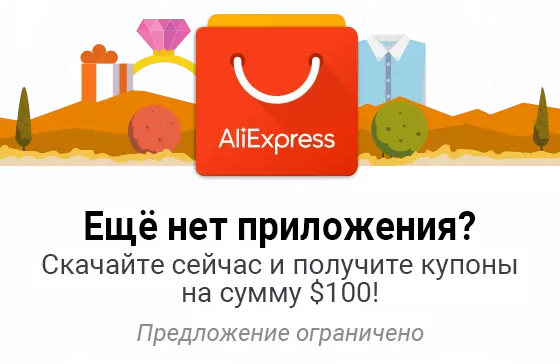 AliExpress
Ещё нет приложения?
Скачайте сейчас и получите купоны
на сумму $100!
Предложение ограничено